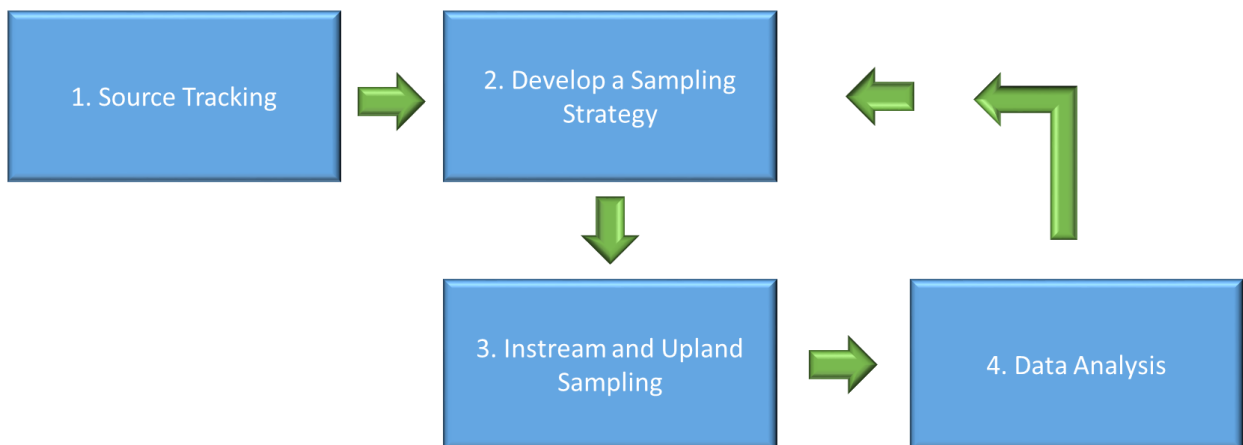 1. Source Tracking
2. Develop a Sampling
Strategy
3. Instream and Upland
Sampling
4. Data Analysis